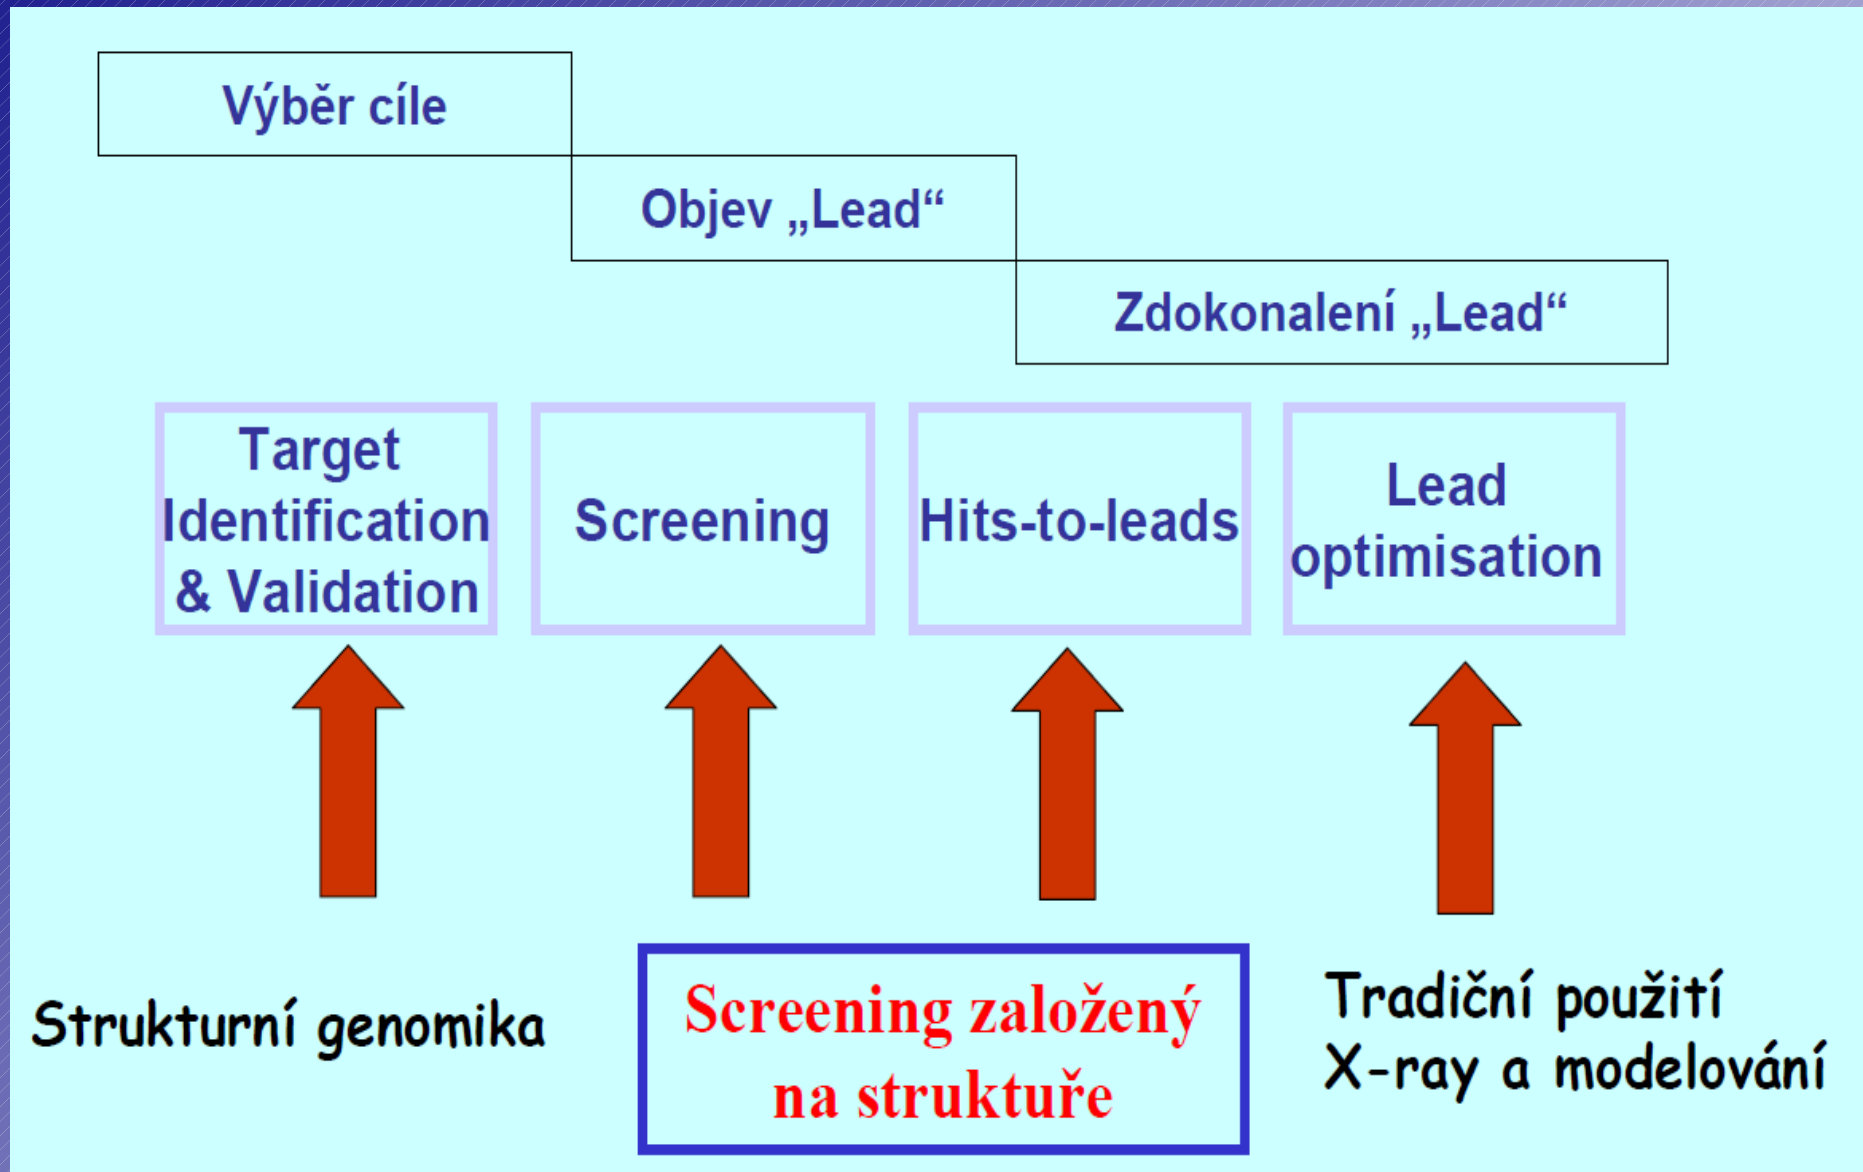 Výběr cíle
Objev „Lead“
Zdokonalení „Lead“
Target
Identification
& Validation
Screening
Hits-to-leads
Lead
optimisation
Strukturní genomika
Screening založený
na struktuře
Tradiční použití
X-ray a modelování